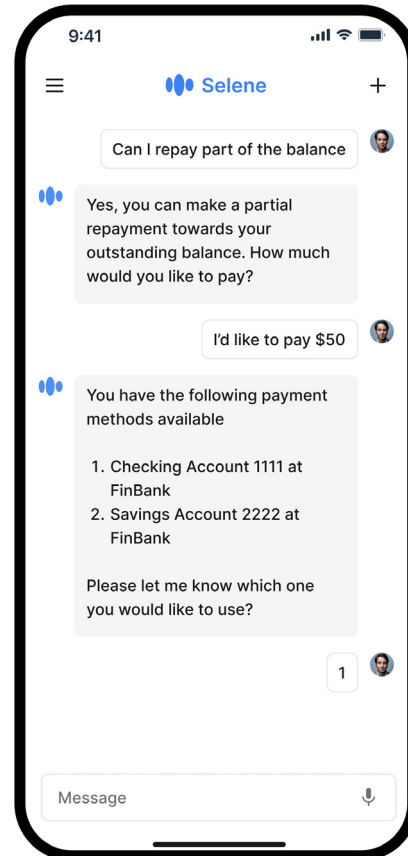 9:41
Selene
Can I repay part of the balance
Yes, you can make a partial
repayment towards your
outstanding balance. How much
would you like to pay?
I’d like to pay $50
You have the following payment
methods available
1. Checking Account 1111 at
FinBank
2. Savings Account 2222 at
FinBank
Please let me know which one
you would like to use?
1
Message